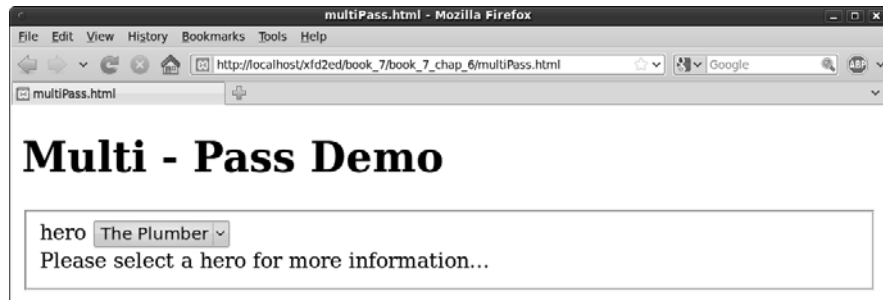 multiPass.html - Mozilla Firefox
File Edit View History Bookmarks Tools Help
http://localhost/xfd2ed/book_7/book_7_chap_6/multiPass.html Google ABP
multiPass.html
Multi - Pass Demo
hero The Plumber
Please select a hero for more information...